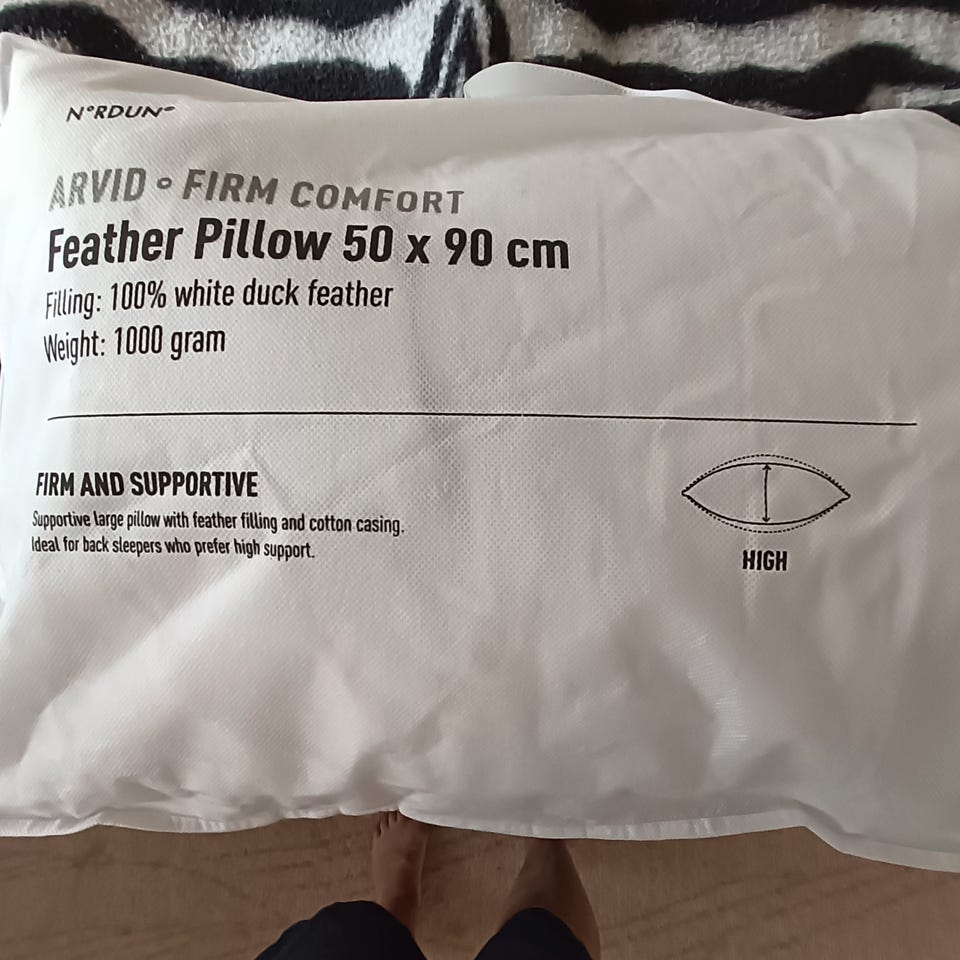 N°RDUN°
ARVID ° FIRM COMFORT
Feather Pillow 50 x 90 cm
Filling: 100% white duck feather
Weight: 1000 gram
FIRM AND SUPPORTIVE
Supportive large pillow with feather filling and cotton casing.
Ideal for back sleepers who prefer high support.
HIGH